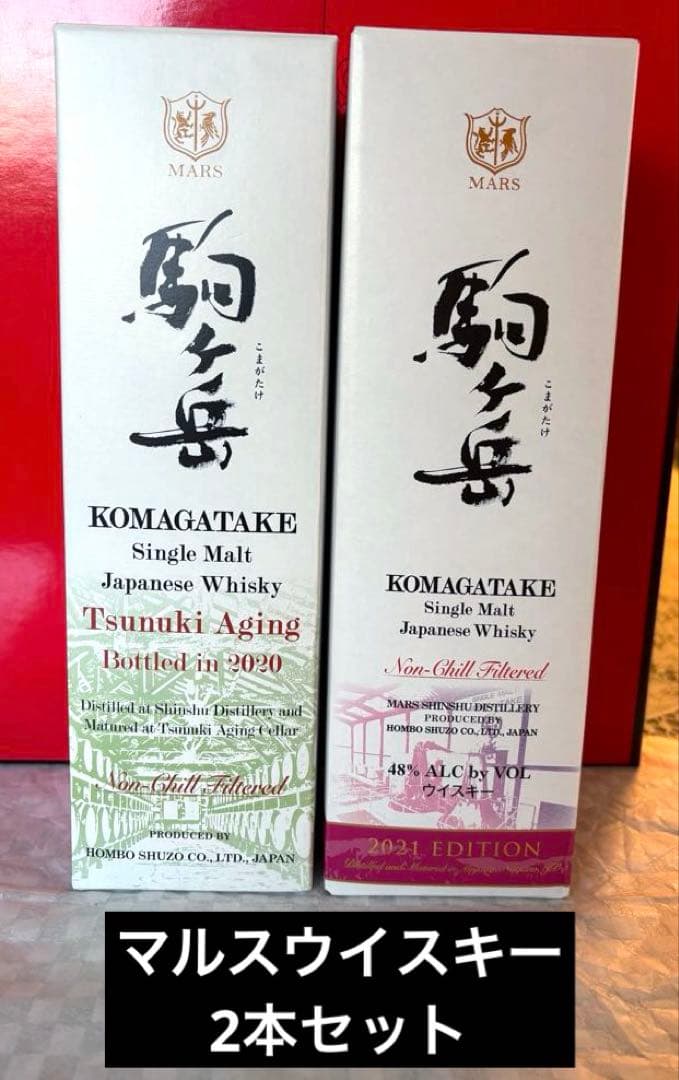 MARS
駒ヶ岳
こまがたけ
KOMAGATAKE
Single Malt
Japanese Whisky
Tsunuki Aging
Bottled in 2020
Distilled at Shinshu Distillery and
Matured at Tsunuki Aging Cellar
Non-Chill Filtered
PRODUCED BY
HOMBO SHUZO CO., LTD., JAPAN
MARS
駒ヶ岳
こまがたけ
KOMAGATAKE
Single Malt
Japanese Whisky
Non-Chill Filtered
MARS SHINSHU DISTILLERY
PRODUCED BY
HOMBO SHUZO CO., LTD., JAPAN
48% ALC by VOL
ウイスキー
2021 EDITION
Distilled and Matured in
マルスウイスキー
2本セット